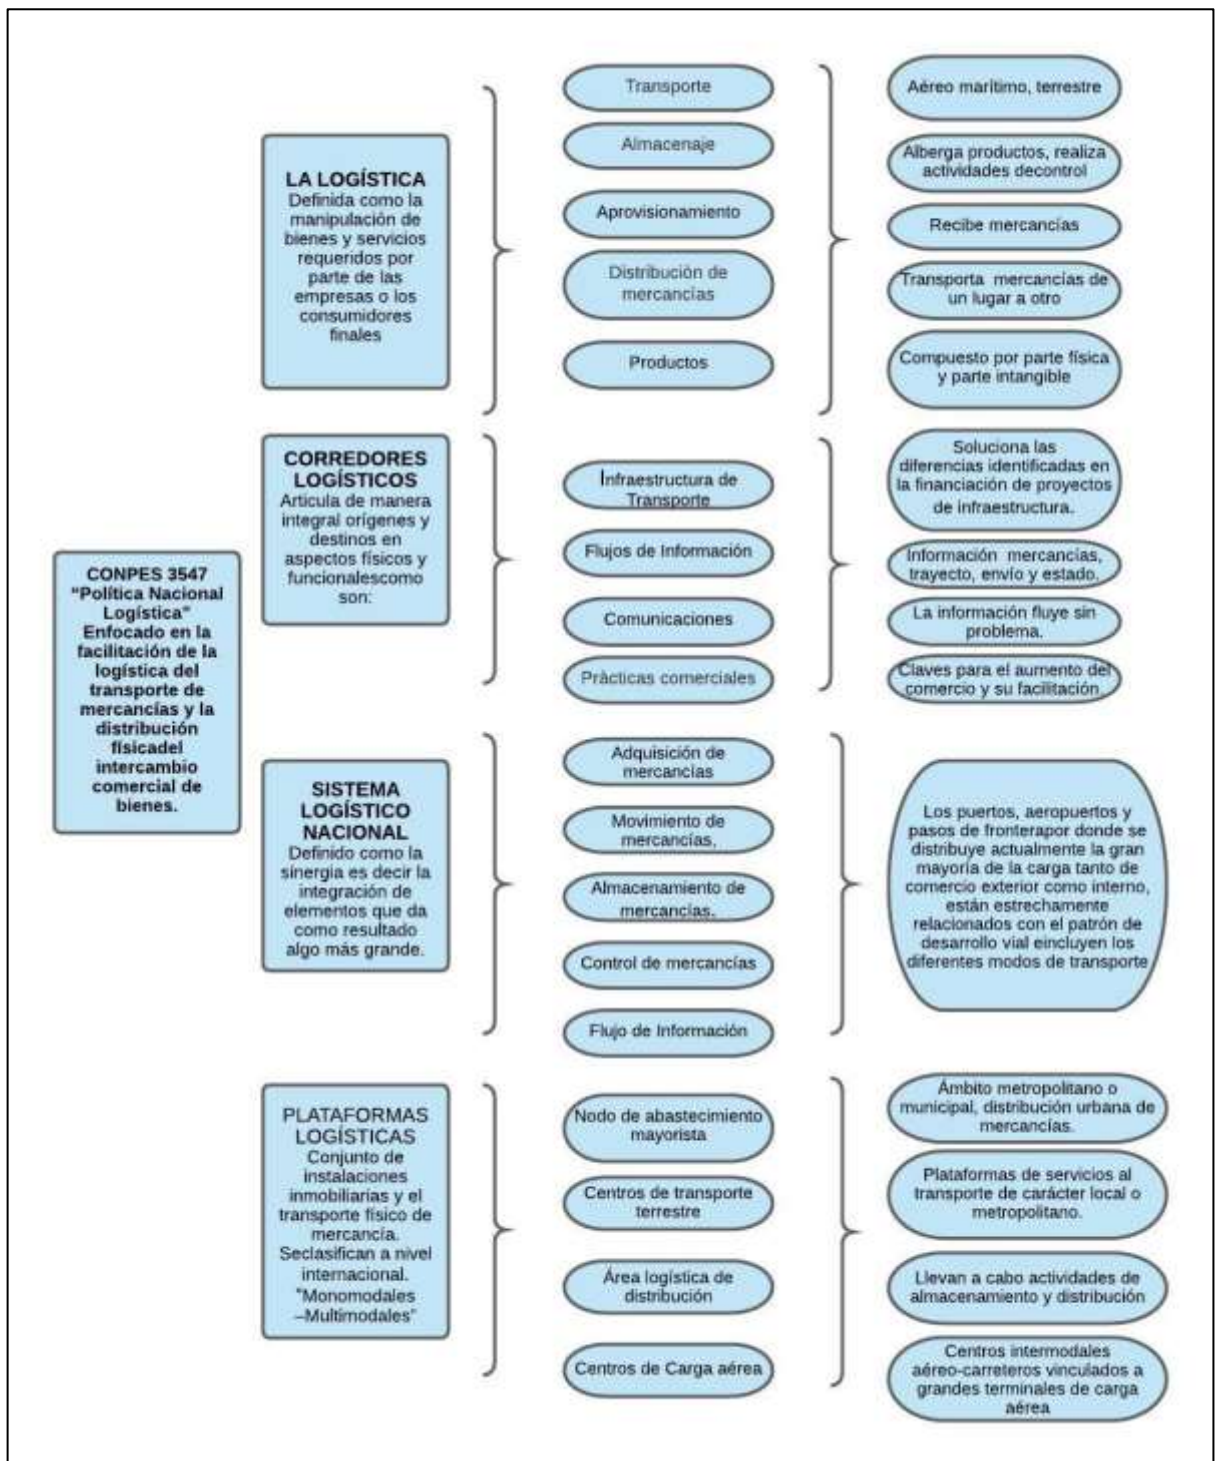 CONPES 3547
“Política Nacional
Logística”
Enfocado en la
facilitación de la
logística del
transporte de
mercancías y la
distribución
físicadel
intercambio
comercial de
bienes.
LA LOGÍSTICA
Definida como la
manipulación de
bienes y servicios
requeridos por
parte de las
empresas o los
consumidores
finales
Transporte
Almacenaje
Aprovisionamiento
Distribución de
mercancías
Productos
Aéreo marítimo, terrestre
Alberga productos, realiza
actividades decontrol
Recibe mercancías
Transporta mercancías de
un lugar a otro
Compuesto por parte física
y parte intangible
CORREDORES
LOGÍSTICOS
Articula de manera
integral orígenes y
destinos en
aspectos físicos y
funcionalescomo
son:
Infraestructura de
Transporte
Flujos de Información
Comunicaciones
Pràcticas comerciales
Soluciona las
diferencias identificadas en
la financiación de proyectos
de infraestructura.
Información mercancías,
trayecto, envío y estado.
La información fluye sin
problema.
Claves para el aumento del
comercio y su facilitación
SISTEMA
LOGÍSTICO
NACIONAL
Definido como la
sinergia es decir la
integración de
elementos que da
como resultado
algo más grande.
Adquisición de
mercancías
Movimiento de
mercancías,
Almacenamiento de
mercancías.
Control de mercancías
Flujo de Información
Los puertos, aeropuertos y
pasos de fronterapor donde se
distribuye actualmente la gran
mayoría de la carga tanto de
comercio exterior como interno,
están estrechamente
relacionados con el patrón de
desarrollo vial eincluyen los
diferentes modos de transporte
PLATAFORMAS
LOGÍSTICAS
Conjunto de
instalaciones
inmobiliarias y el
transporte físico de
mercancía.
Seclasifican a nivel
internacional.
“Monomodales
–Multimodales”
Nodo de abastecimiento
mayorista
Centros de transporte
terrestre
Área logística de
distribución
Centros de Carga aérea
Ámbito metropolitano o
municipal, distribución urbana de
mercancías.
Plataformas de servicios al
transporte de carácter local o
metropolitano.
Llevan a cabo actividades de
almacenamiento y distribución
Centros intermodales
aéreo-carreteros vinculados a
grandes terminales de carga
aérea